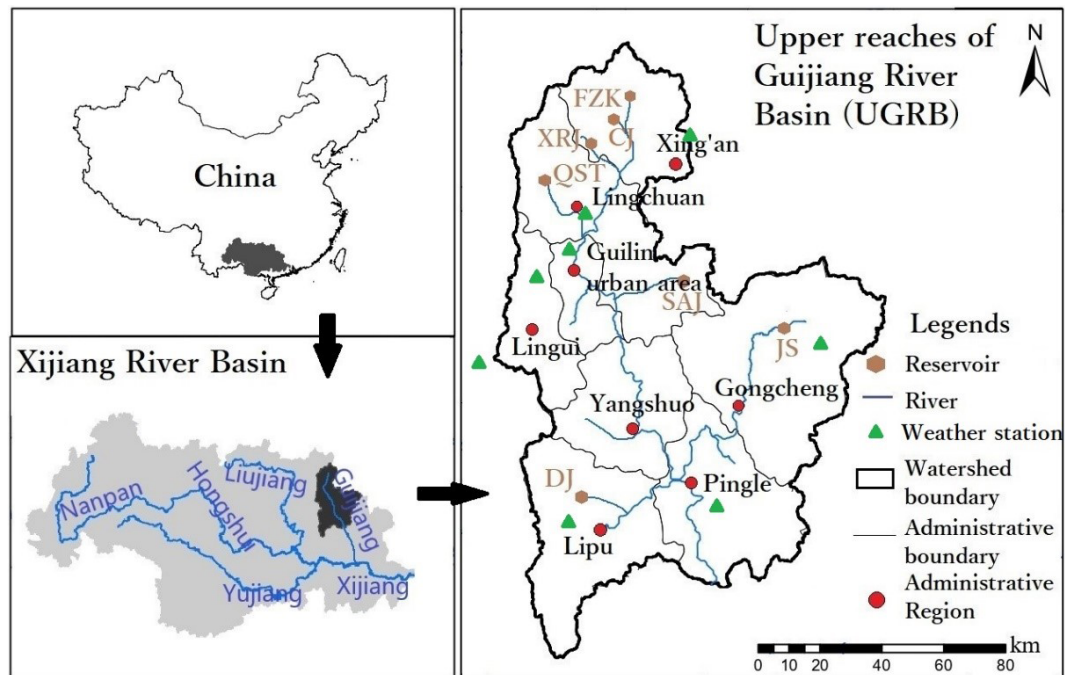 China
Xijiang River Basin
Nanpan
Hongshui
Liujiang
Guijiang
Yujiang
Xijiang
Upper reaches of
Guijiang River
Basin (UGRB)
N
FZK
XRJ
CJ
Xing'an
QST
Lingchuan
Guilin
urban area
SAJ
Lingui
JS
Gongcheng
Yangshuo
DJ
Pingle
Lipu
Legends
Reservoir
River
Weather station
Watershed
boundary
Administrative
boundary
Administrative
Region
km
0 10 20 40 60 80